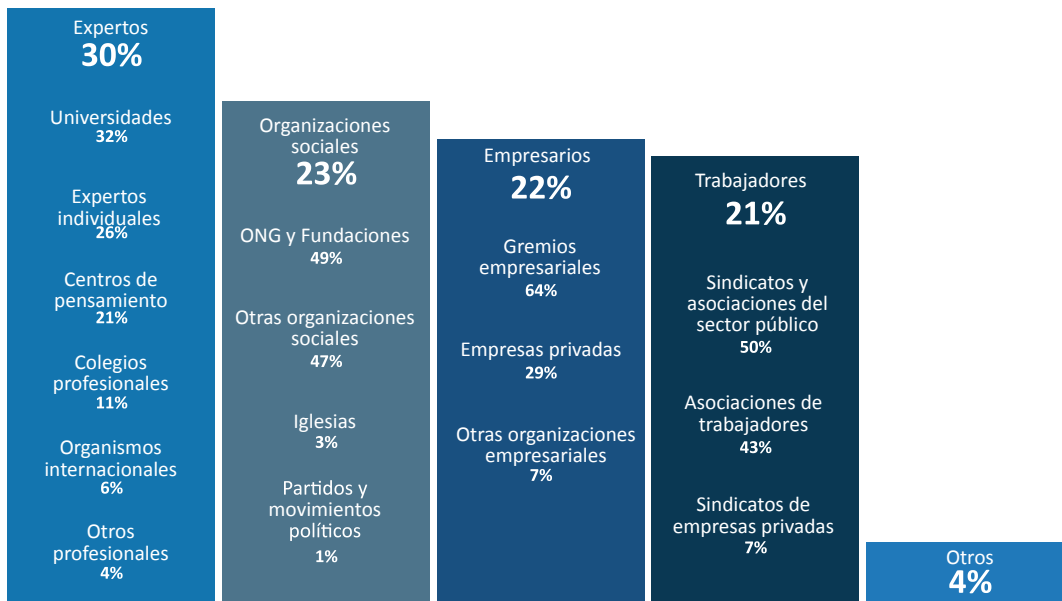 Expertos
30%
Universidades
32%
Expertos
individuales
26%
Centros de
pensamiento
21%
Colegios
profesionales
11%
Organismos
internacionales
6%
Otros
profesionales
4%
Organizaciones
sociales
23%
ONG y Fundaciones
49%
Otras organizaciones
sociales
47%
Iglesias
3%
Partidos y
movimientos
políticos
1%
Empresarios
22%
Gremios
empresariales
64%
Empresas privadas
29%
Otras organizaciones
empresariales
7%
Trabajadores
21%
Sindicatos y
asociaciones del
sector público
50%
Asociaciones de
trabajadores
43%
Sindicatos de
empresas privadas
7%
Otros
4%